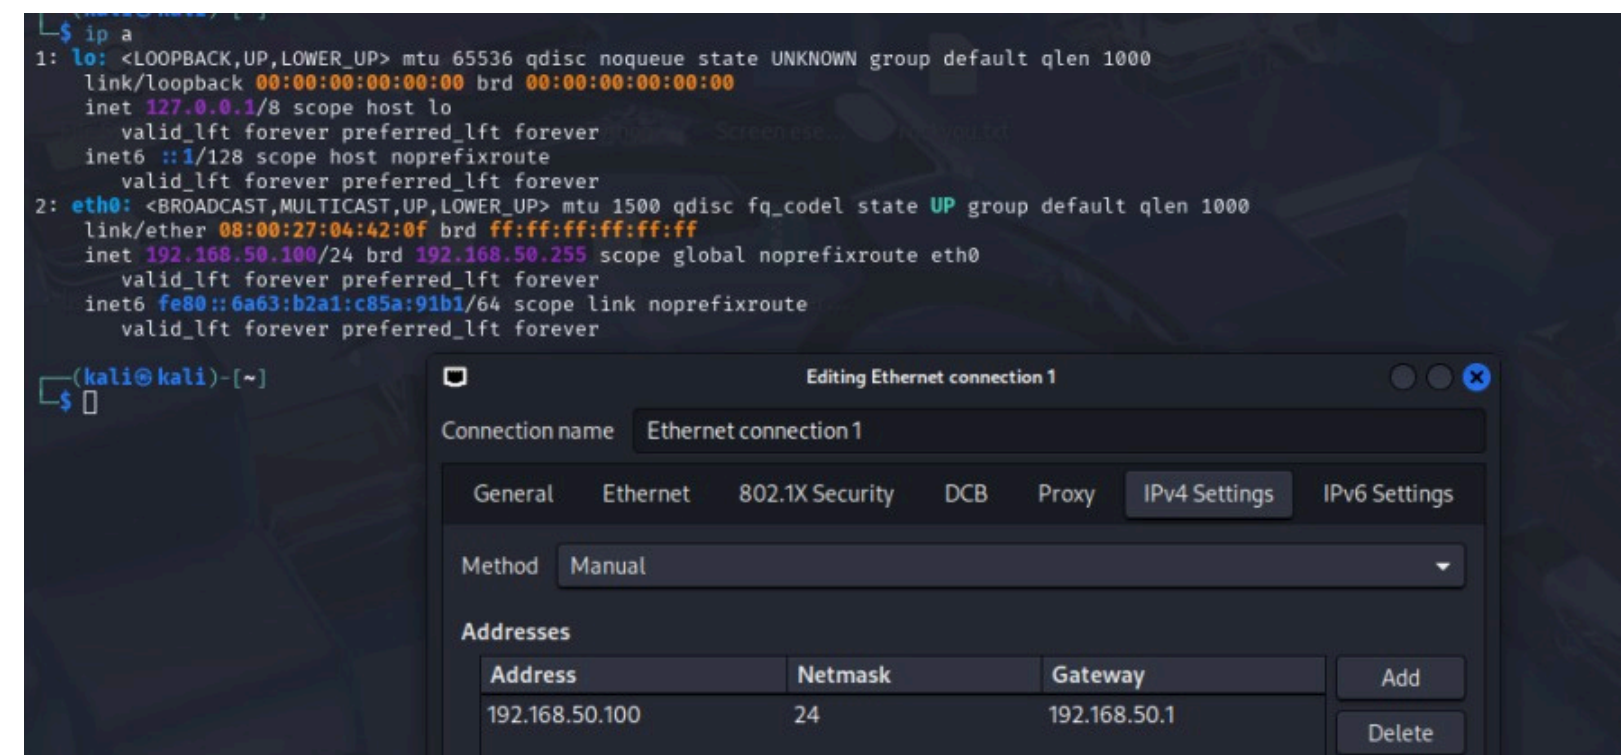 (kali㉿kali)-[~]
└─$ ip a
1: lo: <LOOPBACK,UP,LOWER_UP> mtu 65536 qdisc noqueue state UNKNOWN group default qlen 1000
link/loopback 00:00:00:00:00:00 brd 00:00:00:00:00:00
inet 127.0.0.1/8 scope host lo
valid_lft forever preferred_lft forever
inet6 ::1/128 scope host noprefixroute
valid_lft forever preferred_lft forever
2: eth0: <BROADCAST,MULTICAST,UP,LOWER_UP> mtu 1500 qdisc fq_codel state UP group default qlen 1000
link/ether 08:00:27:04:42:0f brd ff:ff:ff:ff:ff:ff
inet 192.168.50.100/24 brd 192.168.50.255 scope global noprefixroute eth0
valid_lft forever preferred_lft forever
inet6 fe80::6a63:b2a1:c85a:91b1/64 scope link noprefixroute
valid_lft forever preferred_lft forever
┌──(kali㉿kali)-[~]
└─$
Editing Ethernet connection 1
Connection name Ethernet connection 1
General Ethernet 802.1X Security DCB Proxy IPv4 Settings IPv6 Settings
Method Manual
Addresses
Address Netmask Gateway
192.168.50.100 24 192.168.50.1
Add
Delete